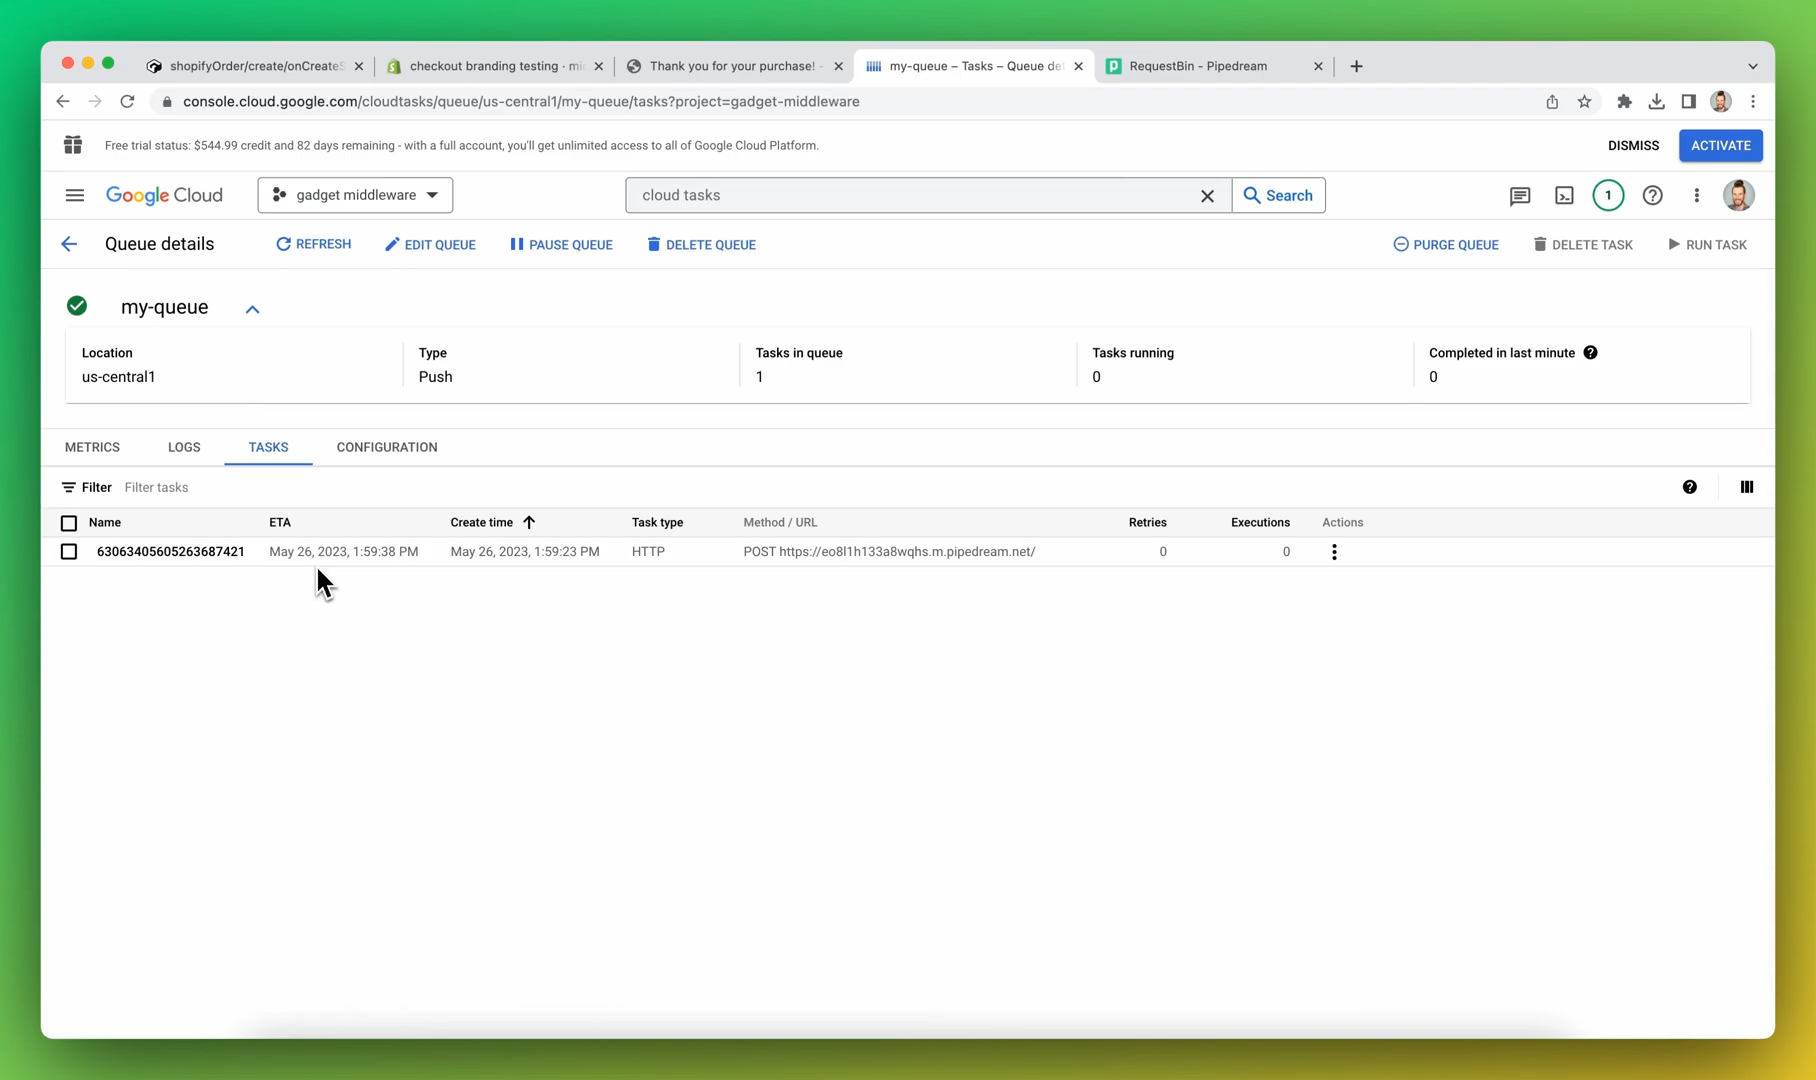 shopifyOrder/create/onCreateS
checkout branding testing · mi
Thank you for your purchase! -
my-queue – Tasks – Queue de
RequestBin - Pipedream
console.cloud.google.com/cloudtasks/queue/us-central1/my-queue/tasks?project=gadget-middleware
Free trial status: $544.99 credit and 82 days remaining - with a full account, you'll get unlimited access to all of Google Cloud Platform.
DISMISS
ACTIVATE
Google Cloud
gadget middleware
cloud tasks
Search
1
Queue details
REFRESH
EDIT QUEUE
PAUSE QUEUE
DELETE QUEUE
PURGE QUEUE
DELETE TASK
RUN TASK
my-queue
Location
us-central1
Type
Push
Tasks in queue
1
Tasks running
0
Completed in last minute
0
METRICS
LOGS
TASKS
CONFIGURATION
Filter
Filter tasks
Name ETA Create time Task type Method / URL Retries Executions Actions
63063405605263687421 May 26, 2023, 1:59:38 PM May 26, 2023, 1:59:23 PM HTTP POST https://eo8l1h133a8wqhs.m.pipedream.net/ 0 0